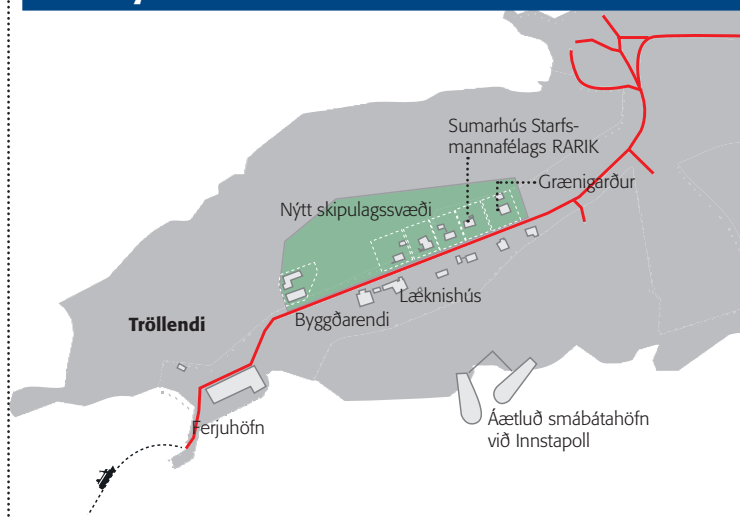 Sumarhús Starfs-
mannafélags RARIK
Grænigarður
Nýtt skipulagssvæði
Læknishús
Byggðarendi
Tröllendi
Ferjuhöfn
Áætluð smábátahöfn
við Innstapoll